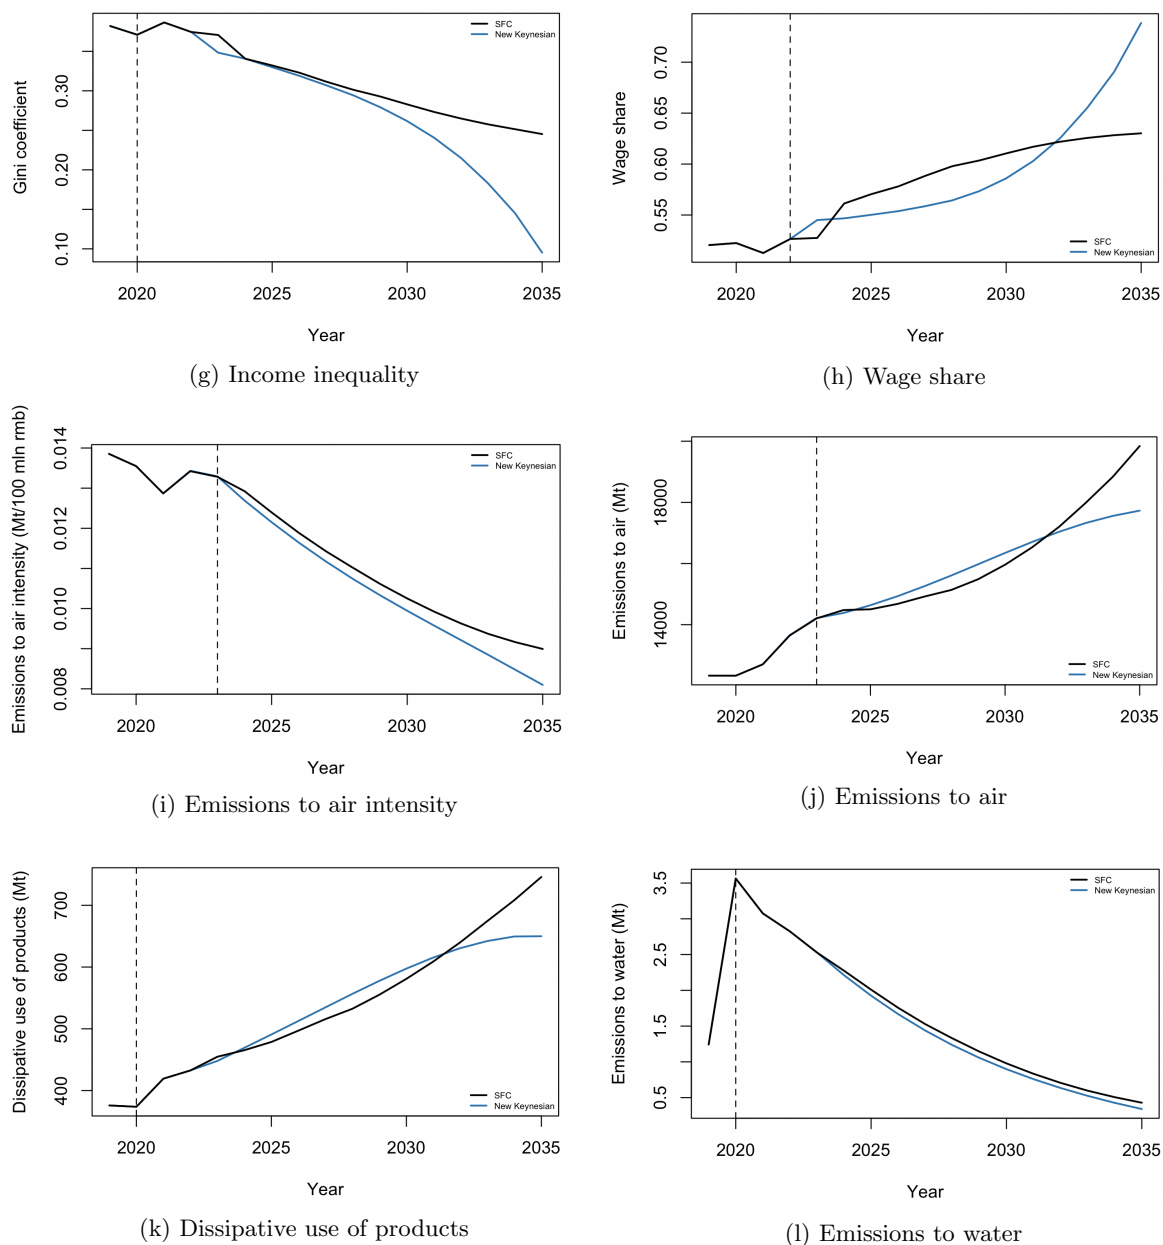 SFC
New Keynesian
Gini coefficient
0.30
0.20
0.10
2020 2025 2030 2035
Year
(g) Income inequality
Wage share
0.70
0.65
0.60
0.55
SFC
New Keynesian
2020 2025 2030 2035
Year
(h) Wage share
Emissions to air intensity (Mt/100 mln rmb)
0.014
0.012
0.010
0.008
SFC
New Keynesian
2020 2025 2030 2035
Year
(i) Emissions to air intensity
Emissions to air (Mt)
18000
14000
SFC
New Keynesian
2020 2025 2030 2035
Year
(j) Emissions to air
Dissipative use of products (Mt)
700
600
500
400
SFC
New Keynesian
2020 2025 2030 2035
Year
(k) Dissipative use of products
Emissions to water (Mt)
3.5
2.5
1.5
0.5
SFC
New Keynesian
2020 2025 2030 2035
Year
(l) Emissions to water